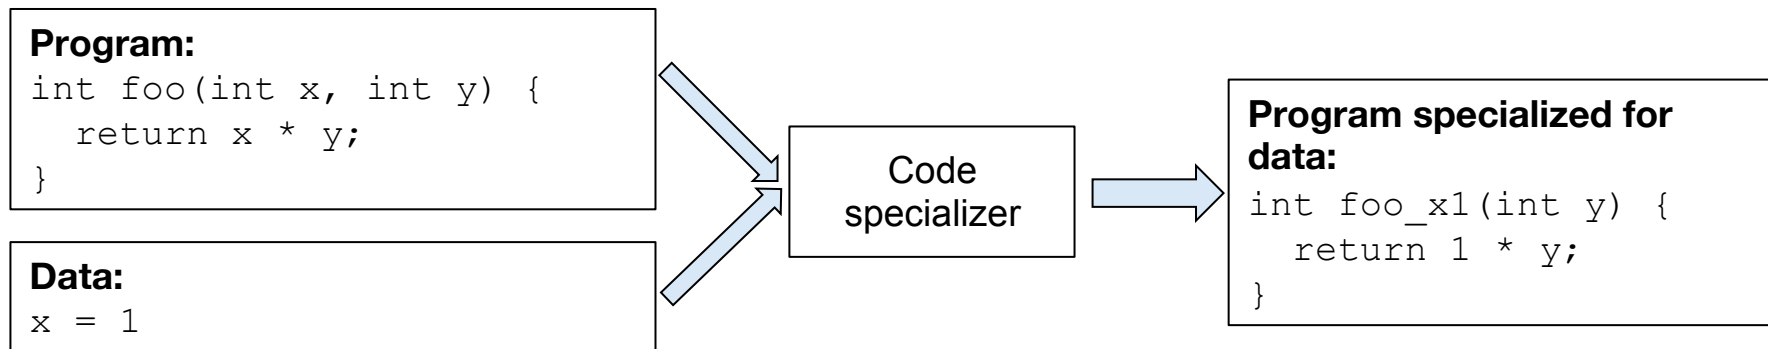 Program:
int foo(int x, int y) {
  return x * y;
}
Data:
x = 1
Code
specializer
Program specialized for
data:
int foo_x1(int y) {
  return 1 * y;
}